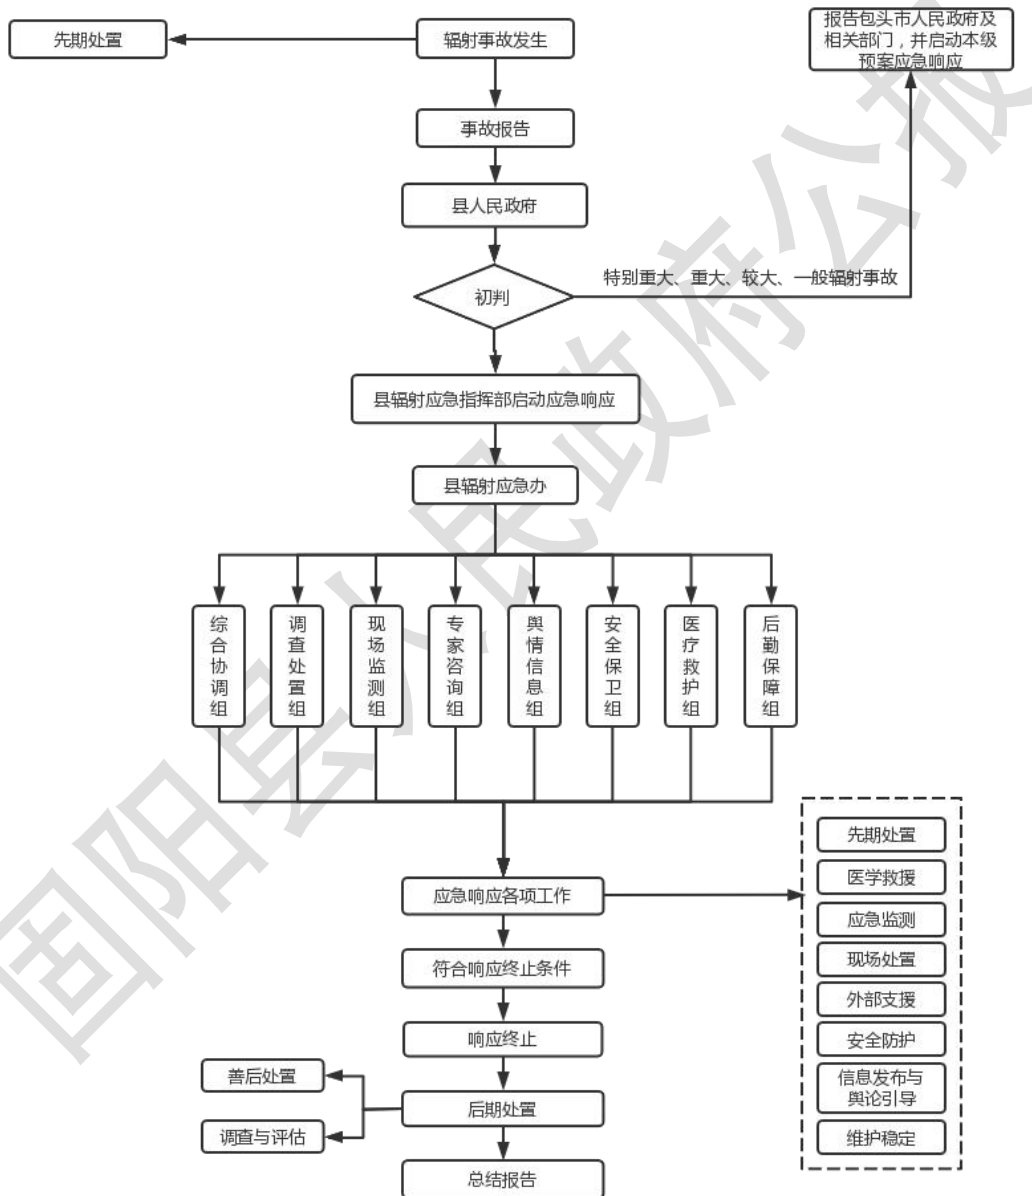 先期处置
辐射事故发生
报告包头市人民政府及
相关部门，并启动本级
预案应急响应
事故报告
县人民政府
初判
特别重大、重大、较大、一般辐射事故
县辐射应急指挥部启动应急响应
县辐射应急办
综合协调组
调查处置组
现场监测组
专家咨询组
舆情信息组
安全保卫组
医疗救护组
后勤保障组
应急响应各项工作
符合响应终止条件
响应终止
后期处置
善后处置
调查与评估
总结报告
先期处置
医学救援
应急监测
现场处置
外部支援
安全防护
信息发布与
舆论引导
维护稳定
固阳县人民政府公报